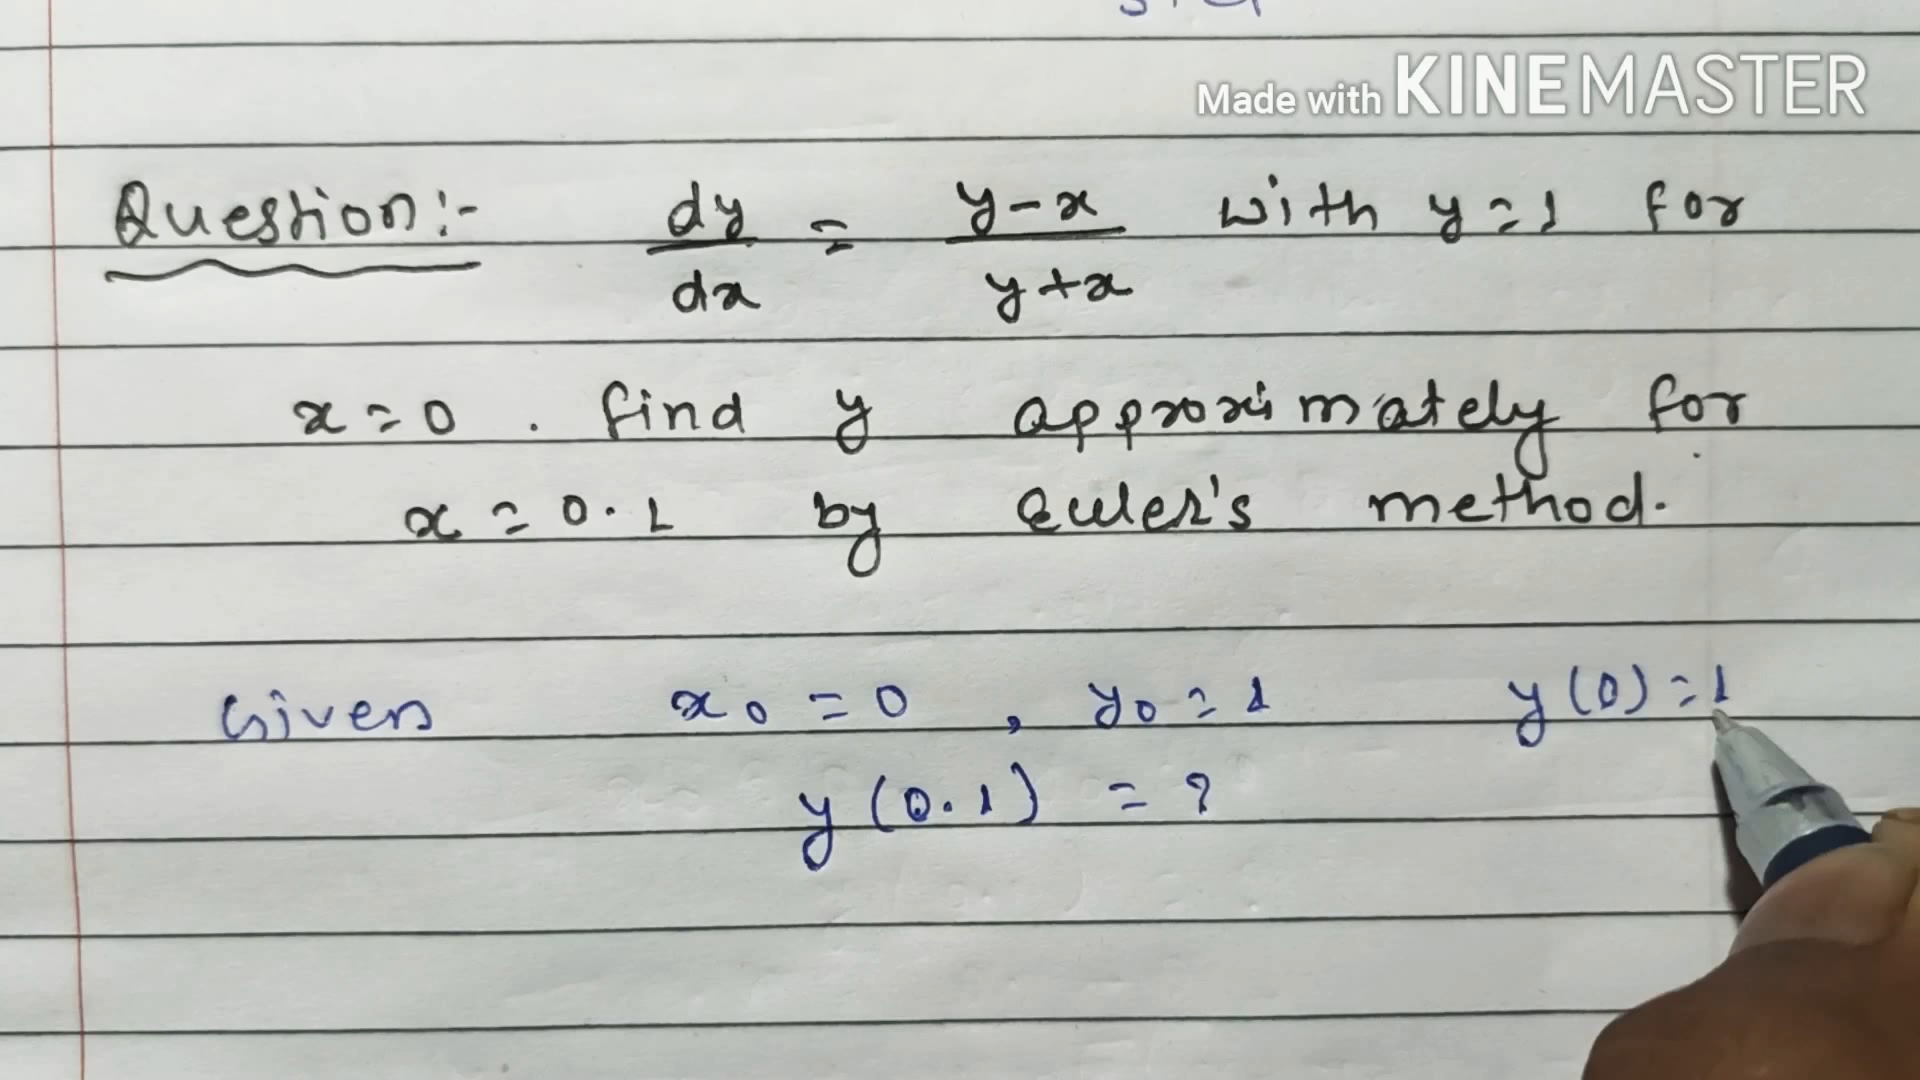 Made with KINEMASTER
Question:- dy/dx = y-x/y+x with y=1 for
x=0 . find y approximately for
x=0.1 by Euler's method.
Given x0=0 , y0=1 y(0)=1
y(0.1) = ?